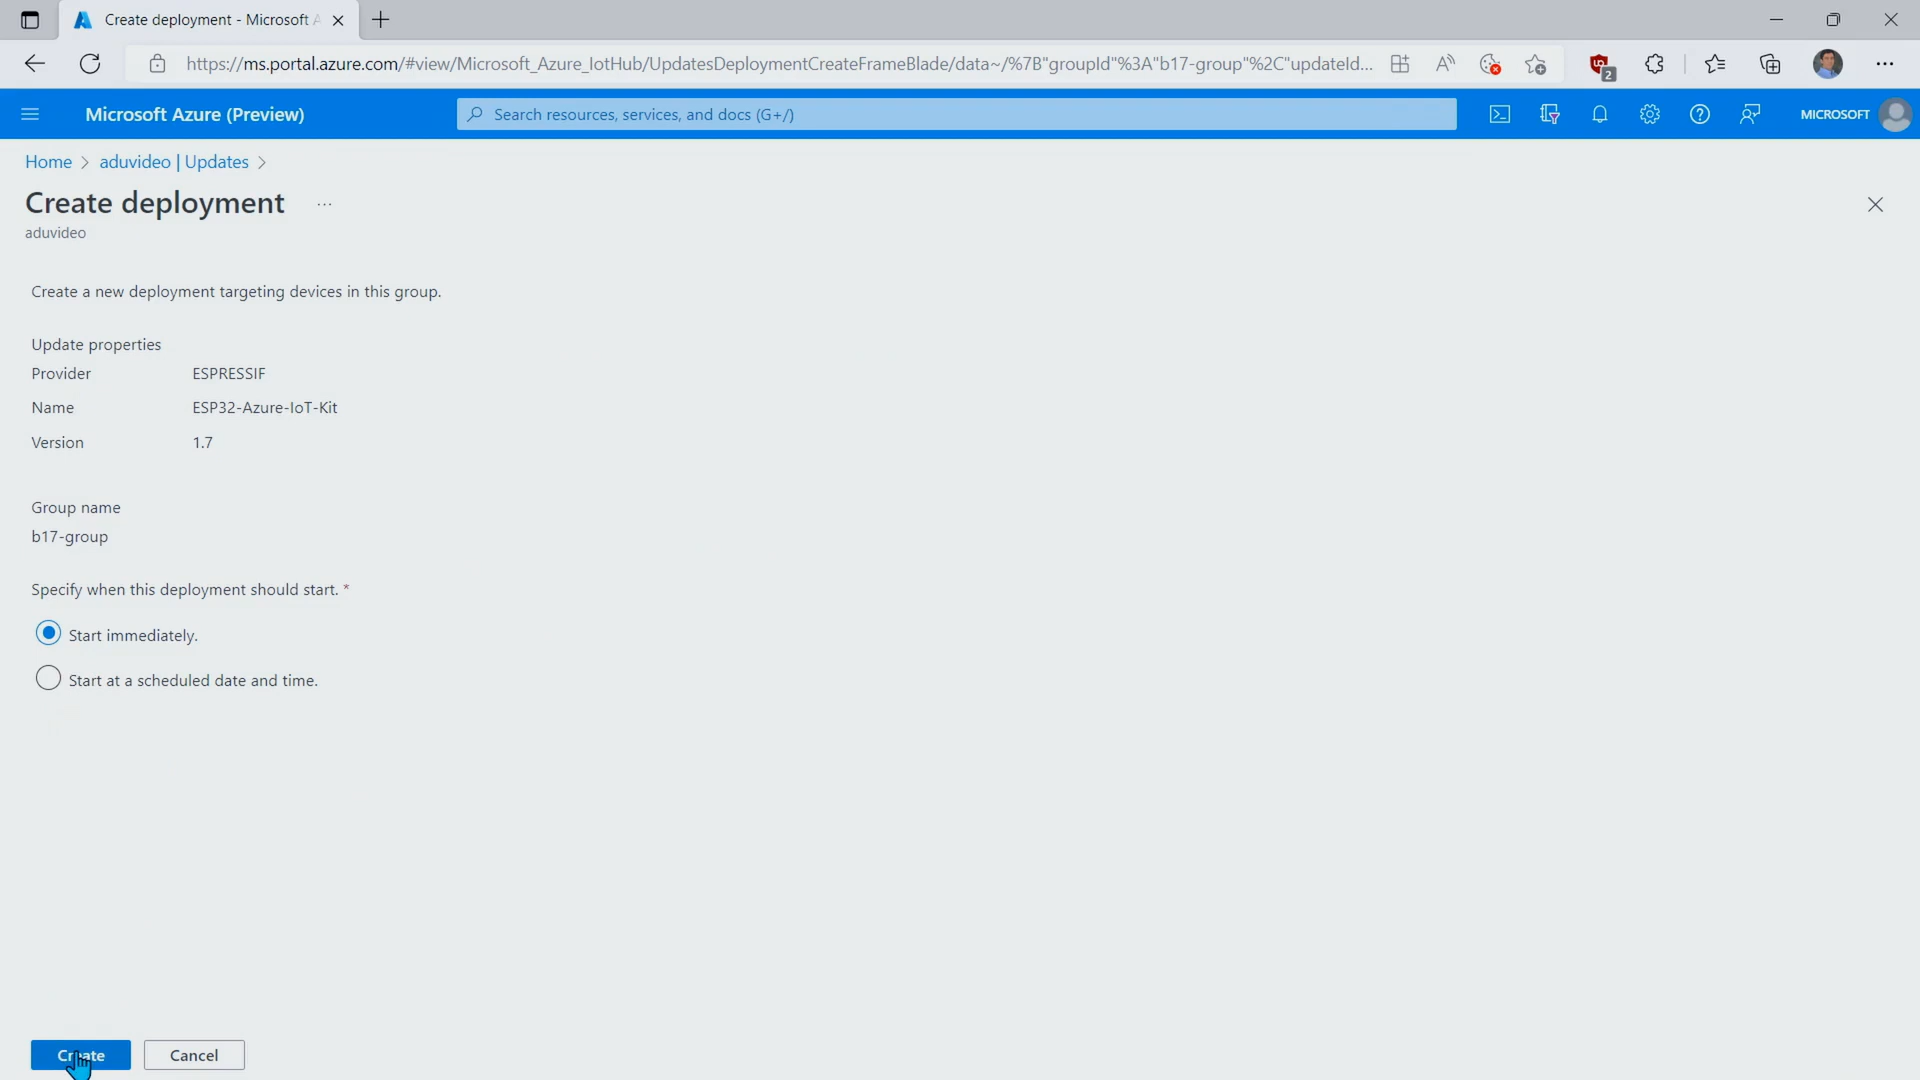 Create deployment - Microsoft A
https://ms.portal.azure.com/#view/Microsoft_Azure_IotHub/UpdatesDeploymentCreateFrameBlade/data~/%7B"groupId"%3A"b17-group"%2C"updateId...
2
Microsoft Azure (Preview)
Search resources, services, and docs (G+/)
MICROSOFT
Home > aduvideo | Updates >
Create deployment ...
aduvideo
Create a new deployment targeting devices in this group.
Update properties
Provider ESPRESSIF
Name ESP32-Azure-IoT-Kit
Version 1.7
Group name
b17-group
Specify when this deployment should start. *
Start immediately.
Start at a scheduled date and time.
Create Cancel